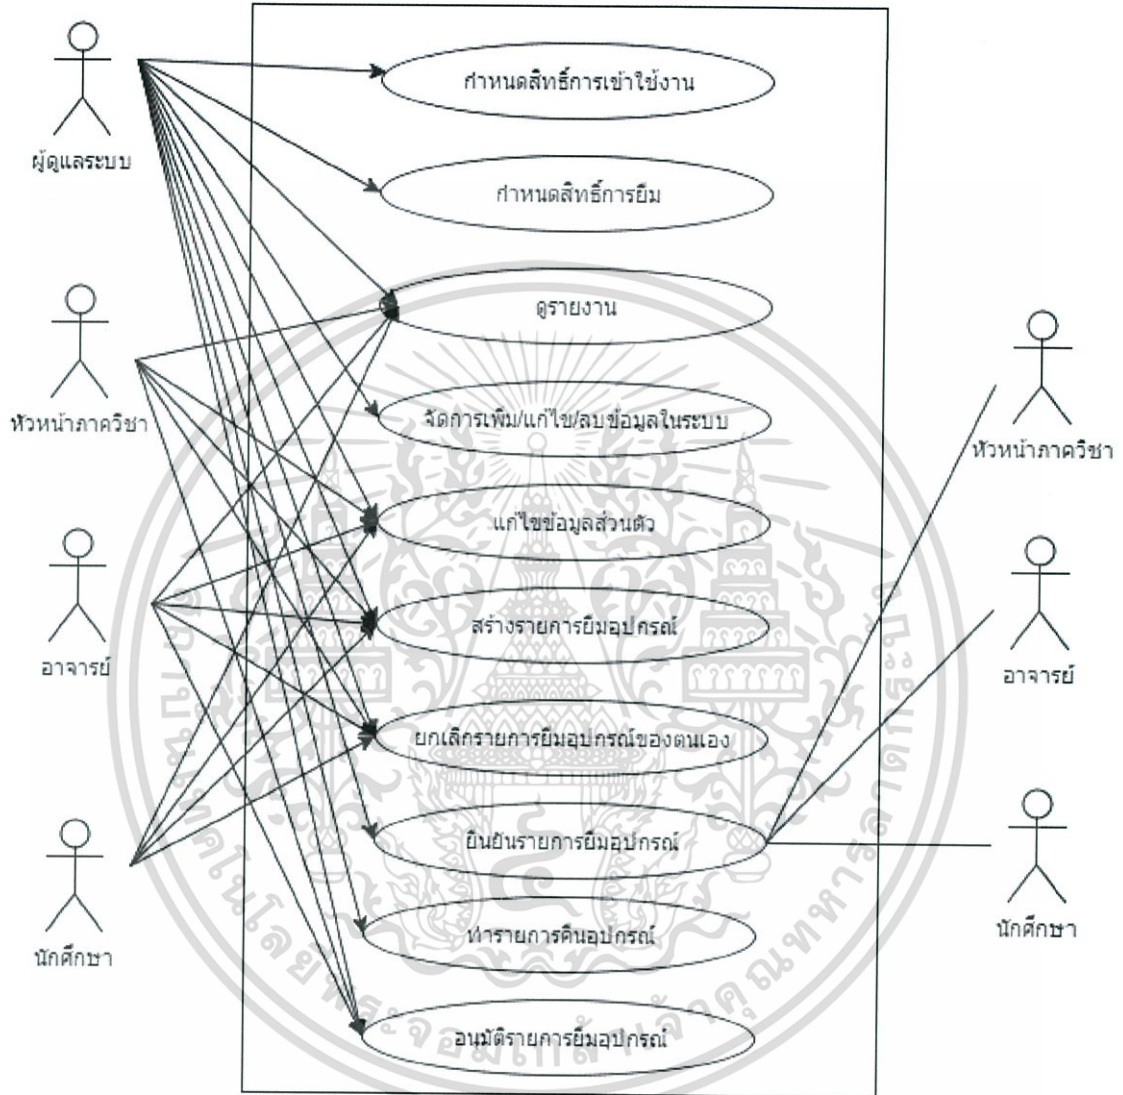 ผู้ดูแลระบบ
หัวหน้าภาควิชา
อาจารย์
นักศึกษา
กำหนดสิทธิ์การเข้าใช้งาน
กำหนดสิทธิ์การยืม
ดูรายงาน
จัดการเพิ่ม/แก้ไข/ลบข้อมูลในระบบ
แก้ไขข้อมูลส่วนตัว
สร้างรายการยืมอุปกรณ์
ยกเลิกรายการยืมอุปกรณ์ของตนเอง
ยืนยันรายการยืมอุปกรณ์
ทำรายการคืนอุปกรณ์
อนุมัติรายการยืมอุปกรณ์
หัวหน้าภาควิชา
อาจารย์
นักศึกษา